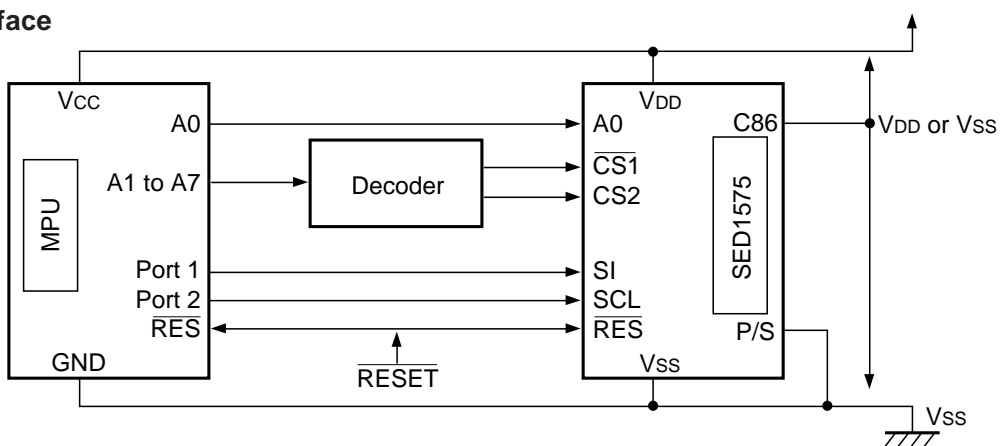 face
VCC
A0
A1 to A7
MPU
Port 1
Port 2
RES
GND
Decoder
RESET
VDD
A0
CS1
CS2
C86
SED1575
SI
SCL
RES
P/S
VSS
VDD or VSS
VSS